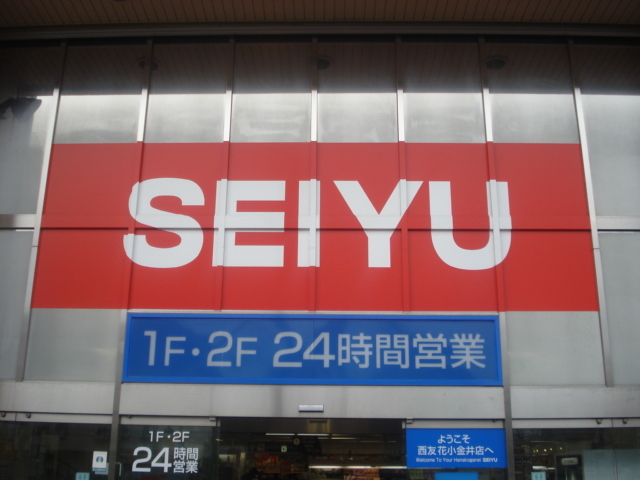 SEIYU
1F・2F 24時間営業
1F・2F
24時間営業
ようこそ
西友花小金井店へ
Welcome To Your Hanakoganei SEIYU